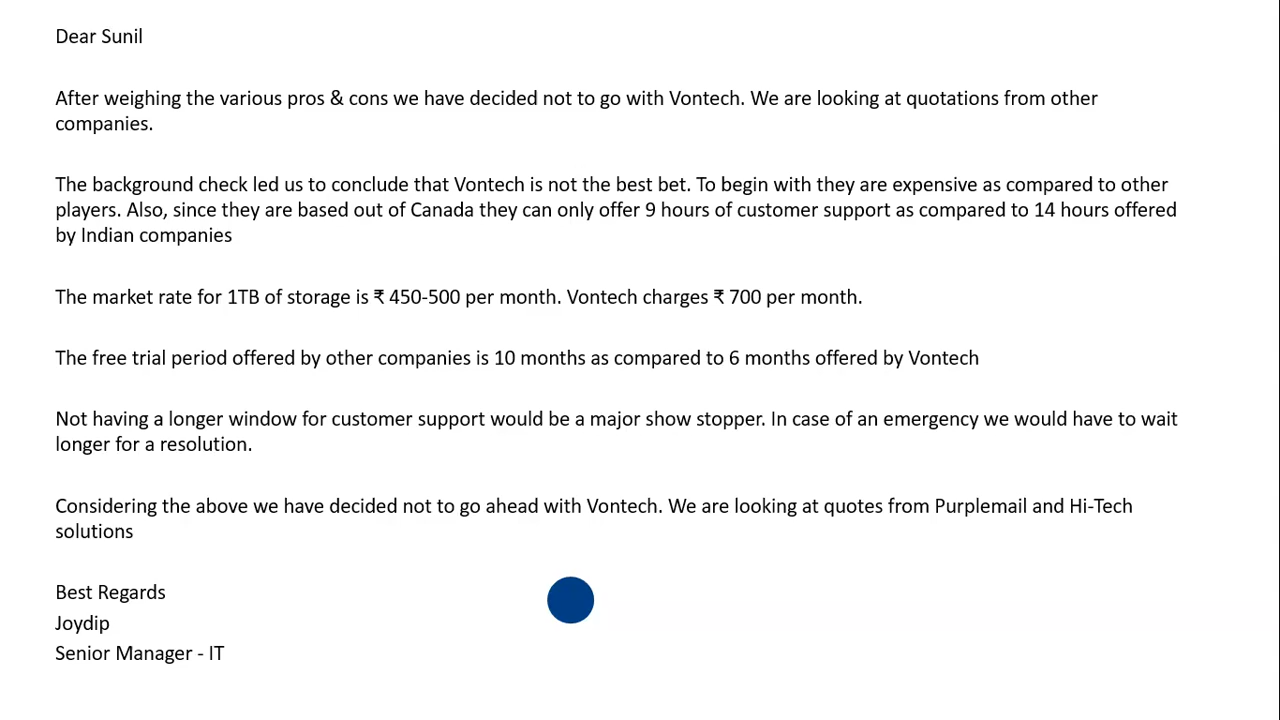 Dear Sunil
After weighing the various pros & cons we have decided not to go with Vontech. We are looking at quotations from other
companies.
The background check led us to conclude that Vontech is not the best bet. To begin with they are expensive as compared to other
players. Also, since they are based out of Canada they can only offer 9 hours of customer support as compared to 14 hours offered
by Indian companies
The market rate for 1TB of storage is ₹ 450-500 per month. Vontech charges ₹ 700 per month.
The free trial period offered by other companies is 10 months as compared to 6 months offered by Vontech
Not having a longer window for customer support would be a major show stopper. In case of an emergency we would have to wait
longer for a resolution.
Considering the above we have decided not to go ahead with Vontech. We are looking at quotes from Purplemail and Hi-Tech
solutions
Best Regards
Joydip
Senior Manager - IT